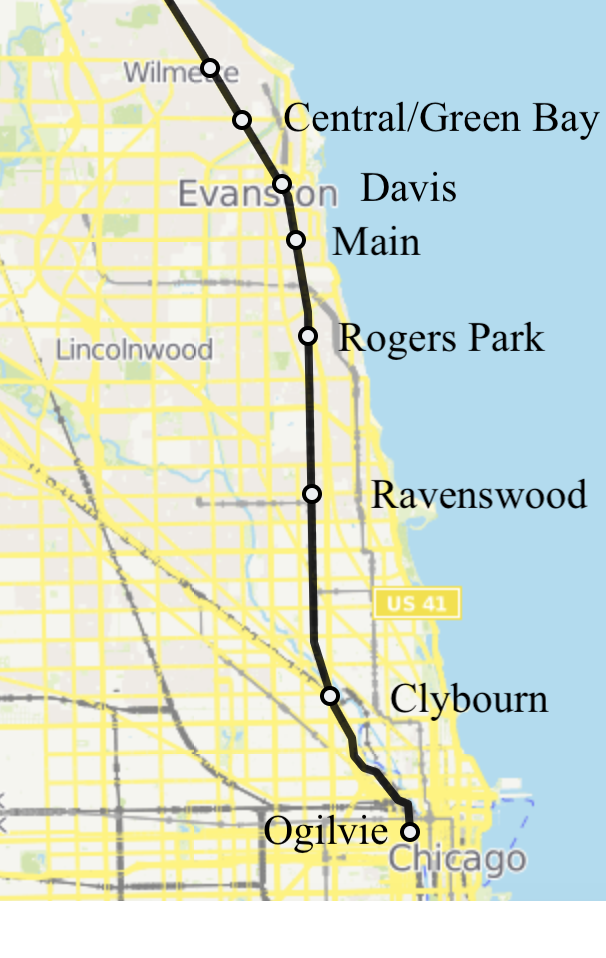 Wilmette
Central/Green Bay
Evanston
Davis
Main
Rogers Park
Lincolnwood
Ravenswood
US 41
Clybourn
Ogilvie
Chicago